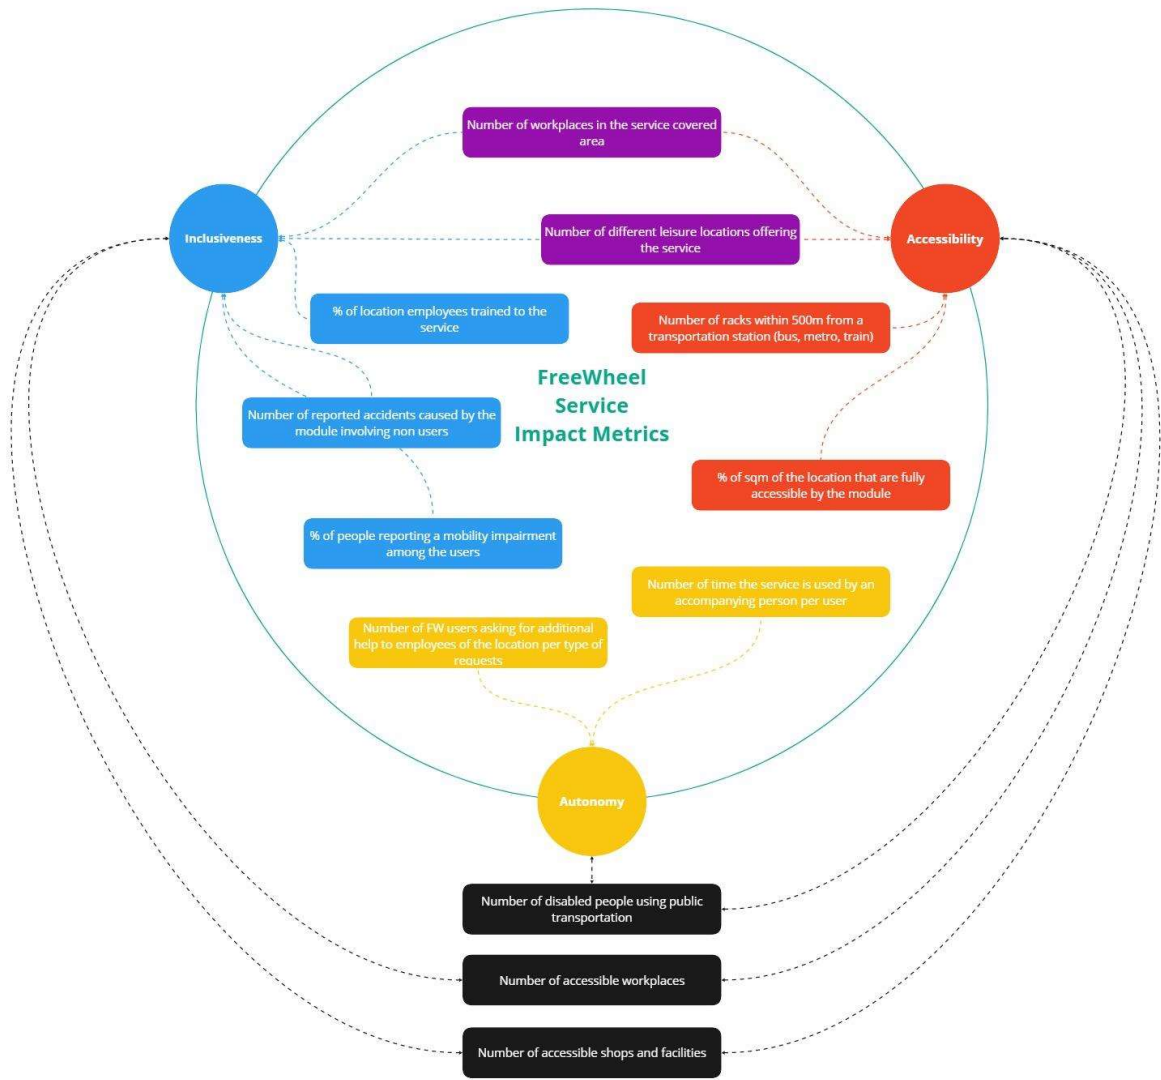 Number of workplaces in the service covered
area
Inclusiveness
Number of different leisure locations offering
the service
Accessibility
% of location employees trained to the
service
Number of racks within 500m from a
transportation station (bus, metro, train)
FreeWheel
Service
Impact Metrics
Number of reported accidents caused by the
module involving non users
% of sqm of the location that are fully
accessible by the module
% of people reporting a mobility impairment
among the users
Number of time the service is used by an
accompanying person per user
Number of FW users asking for additional
help to employees of the location per type of
requests
Autonomy
Number of disabled people using public
transportation
Number of accessible workplaces
Number of accessible shops and facilities